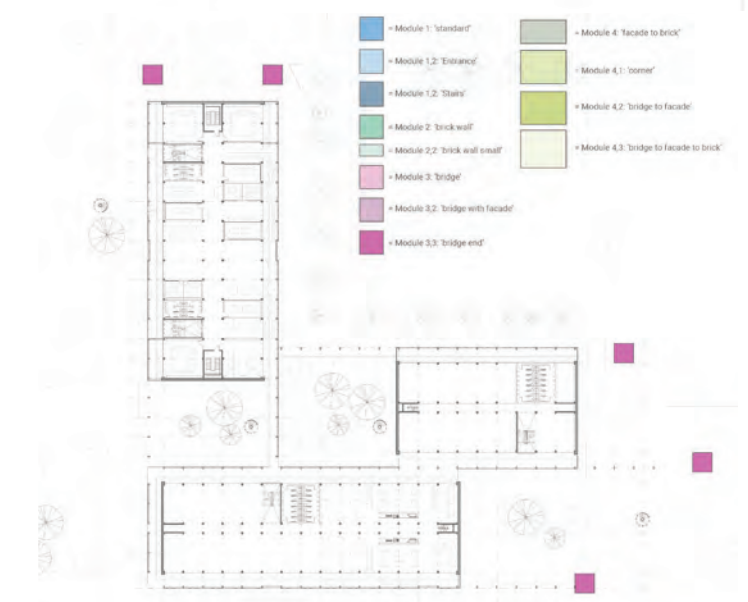 = Module 1: 'standard'
= Module 1,2: 'Entrance'
= Module 1,2: 'Stairs'
= Module 2: 'brick wall'
= Module 2,2: 'brick wall small'
= Module 3: 'bridge'
= Module 3,2: 'bridge with facade'
= Module 3,3: 'bridge end'
= Module 4: 'facade to brick'
= Module 4,1: 'corner'
= Module 4,2: 'bridge to facade'
= Module 4,3: 'bridge to facade to brick'